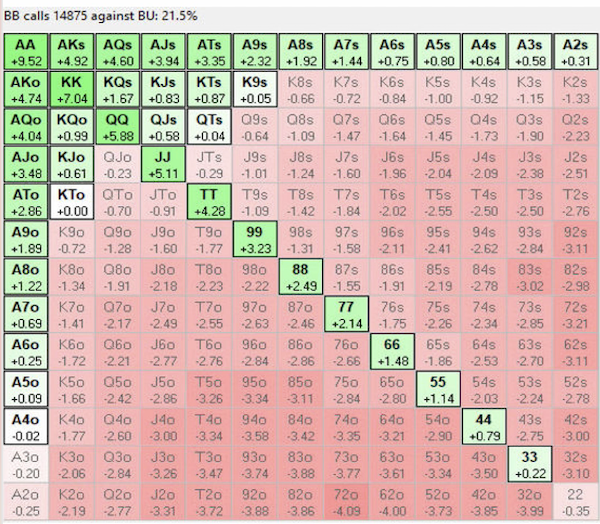 BB calls 14875 against BU: 21.5%
AA AKs AQs AJs ATs A9s A8s A7s A6s A5s A4s A3s A2s
+9.52 +4.92 +4.60 +3.94 +3.35 +2.32 +1.92 +1.44 +0.75 +0.80 +0.64 +0.58 +0.31
AKo KK KQs KJs KTs K9s K8s K7s K6s K5s K4s K3s K2s
+4.74 +7.04 +1.67 +0.83 +0.87 +0.05 -0.66 -0.72 -0.84 -1.00 -0.92 -1.15 -1.33
AQo KQo QQ QJs QTs Q9s Q8s Q7s Q6s Q5s Q4s Q3s Q2s
+4.04 +0.99 +5.88 +0.58 +0.04 -0.64 -1.09 -1.47 -1.64 -1.45 -1.73 -1.90 -2.23
AJo KJo QJo JJ JTs J9s J8s J7s J6s J5s J4s J3s J2s
+3.48 +0.61 -0.23 +5.11 -0.29 -1.01 -1.24 -1.60 -1.96 -2.04 -2.09 -2.38 -2.51
ATo KTo QTo JTo TT T9s T8s T7s T6s T5s T4s T3s T2s
+2.86 +0.00 -0.70 -0.91 +4.28 -1.09 -1.42 -1.84 -2.02 -2.55 -2.50 -2.50 -2.76
A9o K9o Q9o J9o T9o 99 98s 97s 96s 95s 94s 93s 92s
+1.89 -0.72 -1.28 -1.60 -1.77 +3.23 -1.31 -1.58 -2.11 -2.41 -2.62 -2.84 -3.11
A8o K8o Q8o J8o T8o 98o 88 87s 86s 85s 84s 83s 82s
+1.22 -1.34 -1.91 -2.18 -2.23 -2.22 +2.49 -1.55 -1.91 -2.19 -2.78 -3.02 -2.98
A7o K7o Q7o J7o T7o 97o 87o 77 76s 75s 74s 73s 72s
+0.69 -1.41 -2.17 -2.49 -2.55 -2.63 -2.46 +2.14 -1.75 -2.26 -2.34 -2.85 -3.21
A6o K6o Q6o J6o T6o 96o 86o 76o 66 65s 64s 63s 62s
+0.25 -1.72 -2.21 -2.77 -2.76 -2.84 -2.86 -2.66 +1.48 -1.86 -2.53 -2.70 -3.11
A5o K5o Q5o J5o T5o 95o 85o 75o 65o 55 54s 53s 52s
+0.09 -1.66 -2.42 -2.86 -3.26 -3.34 -3.11 -2.84 -2.80 +1.14 -2.03 -2.24 -2.78
A4o K4o Q4o J4o T4o 94o 84o 74o 64o 54o 44 43s 42s
-0.02 -1.77 -2.60 -3.00 -3.34 -3.58 -3.42 -3.35 -3.21 -2.90 +0.79 -2.75 -3.00
A3o K3o Q3o J3o T3o 93o 83o 73o 63o 53o 43o 33 32s
-0.20 -2.06 -2.84 -3.26 -3.47 -3.74 -3.88 -3.77 -3.61 -3.34 -3.50 +0.22 -3.10
A2o K2o Q2o J2o T2o 92o 82o 72o 62o 52o 42o 32o 22
-0.25 -2.19 -2.77 -3.31 -3.72 -3.88 -3.86 -4.09 -4.00 -3.73 -3.85 -3.99 -0.35